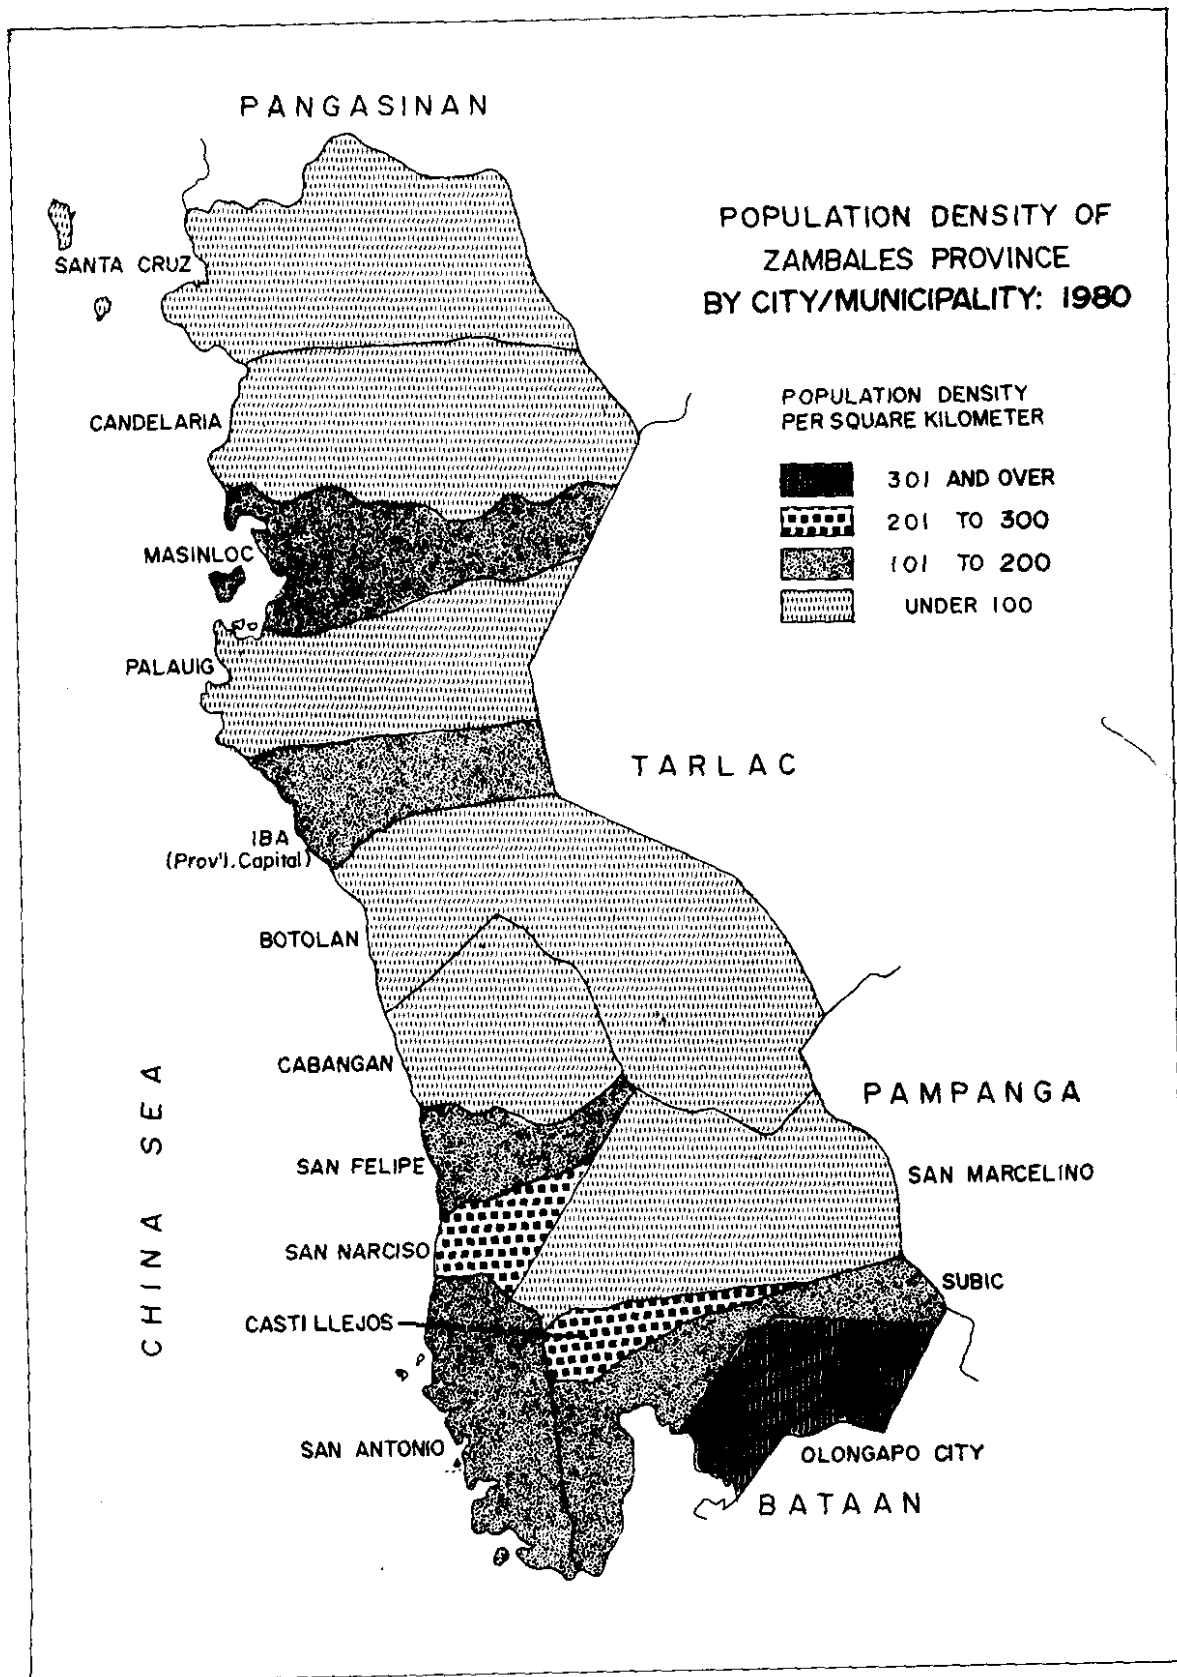 PANGASINAN
POPULATION DENSITY OF
ZAMBALES PROVINCE
BY CITY/MUNICIPALITY: 1980
SANTA CRUZ
CANDELARIA
POPULATION DENSITY
PER SQUARE KILOMETER
301 AND OVER
201 TO 300
101 TO 200
UNDER 100
MASINLOC
PALAUIG
TARLAC
IBA
(Prov'l. Capital)
BOTOLAN
CABANGAN
CHINA SEA
PAMPANGA
SAN FELIPE
SAN MARCELINO
SAN NARCISO
SUBIC
CASTILLEJOS
SAN ANTONIO
OLONGAPO CITY
BATAAN